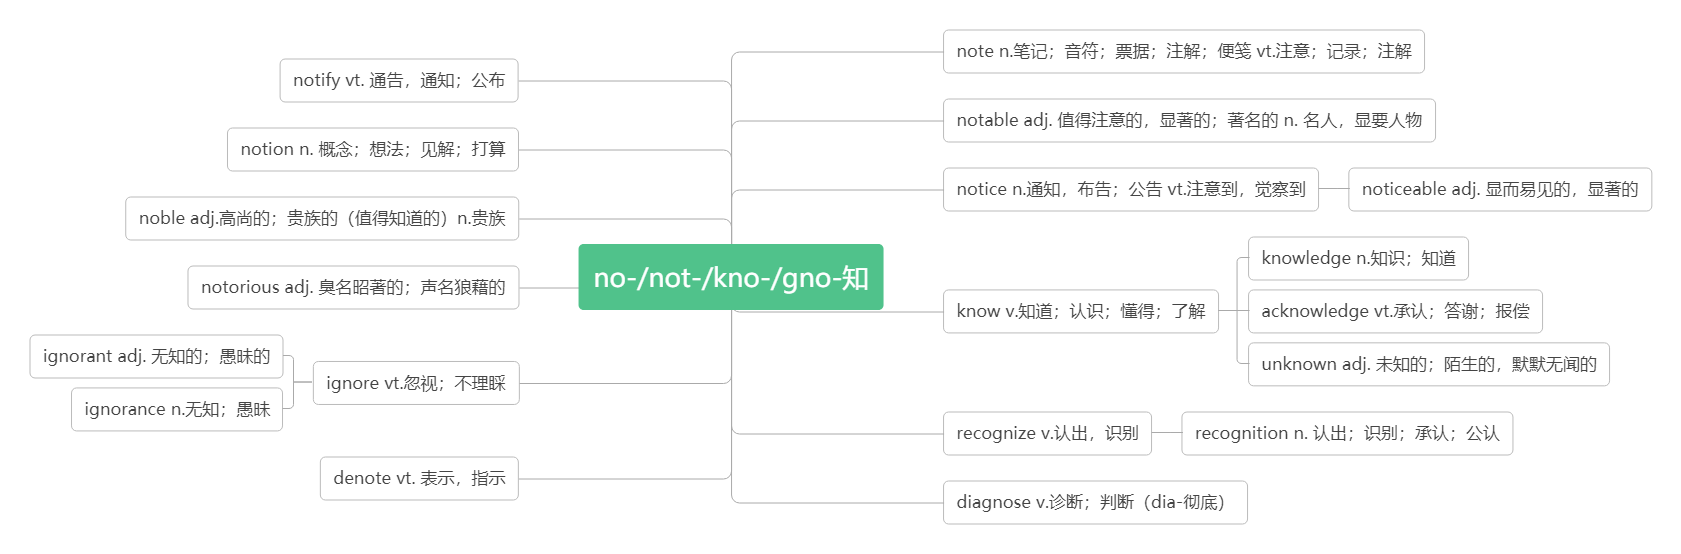 no-/not-/kno-/gno-知
note n.笔记；音符；票据；注解；便笺 vt.注意；记录；注解
notable adj. 值得注意的，显著的；著名的 n. 名人，显要人物
notice n.通知，布告；公告 vt.注意到，觉察到
noticeable adj. 显而易见的，显著的
know v.知道；认识；懂得；了解
knowledge n.知识；知道
acknowledge vt.承认；答谢；报偿
unknown adj. 未知的；陌生的，默默无闻的
recognize v.认出，识别
recognition n. 认出；识别；承认；公认
diagnose v.诊断；判断（dia-彻底）
notify vt. 通告，通知；公布
notion n. 概念；想法；见解；打算
noble adj.高尚的；贵族的（值得知道的）n.贵族
notorious adj. 臭名昭著的；声名狼藉的
ignore vt.忽视；不理睬
ignorant adj. 无知的；愚昧的
ignorance n.无知；愚昧
denote vt. 表示，指示